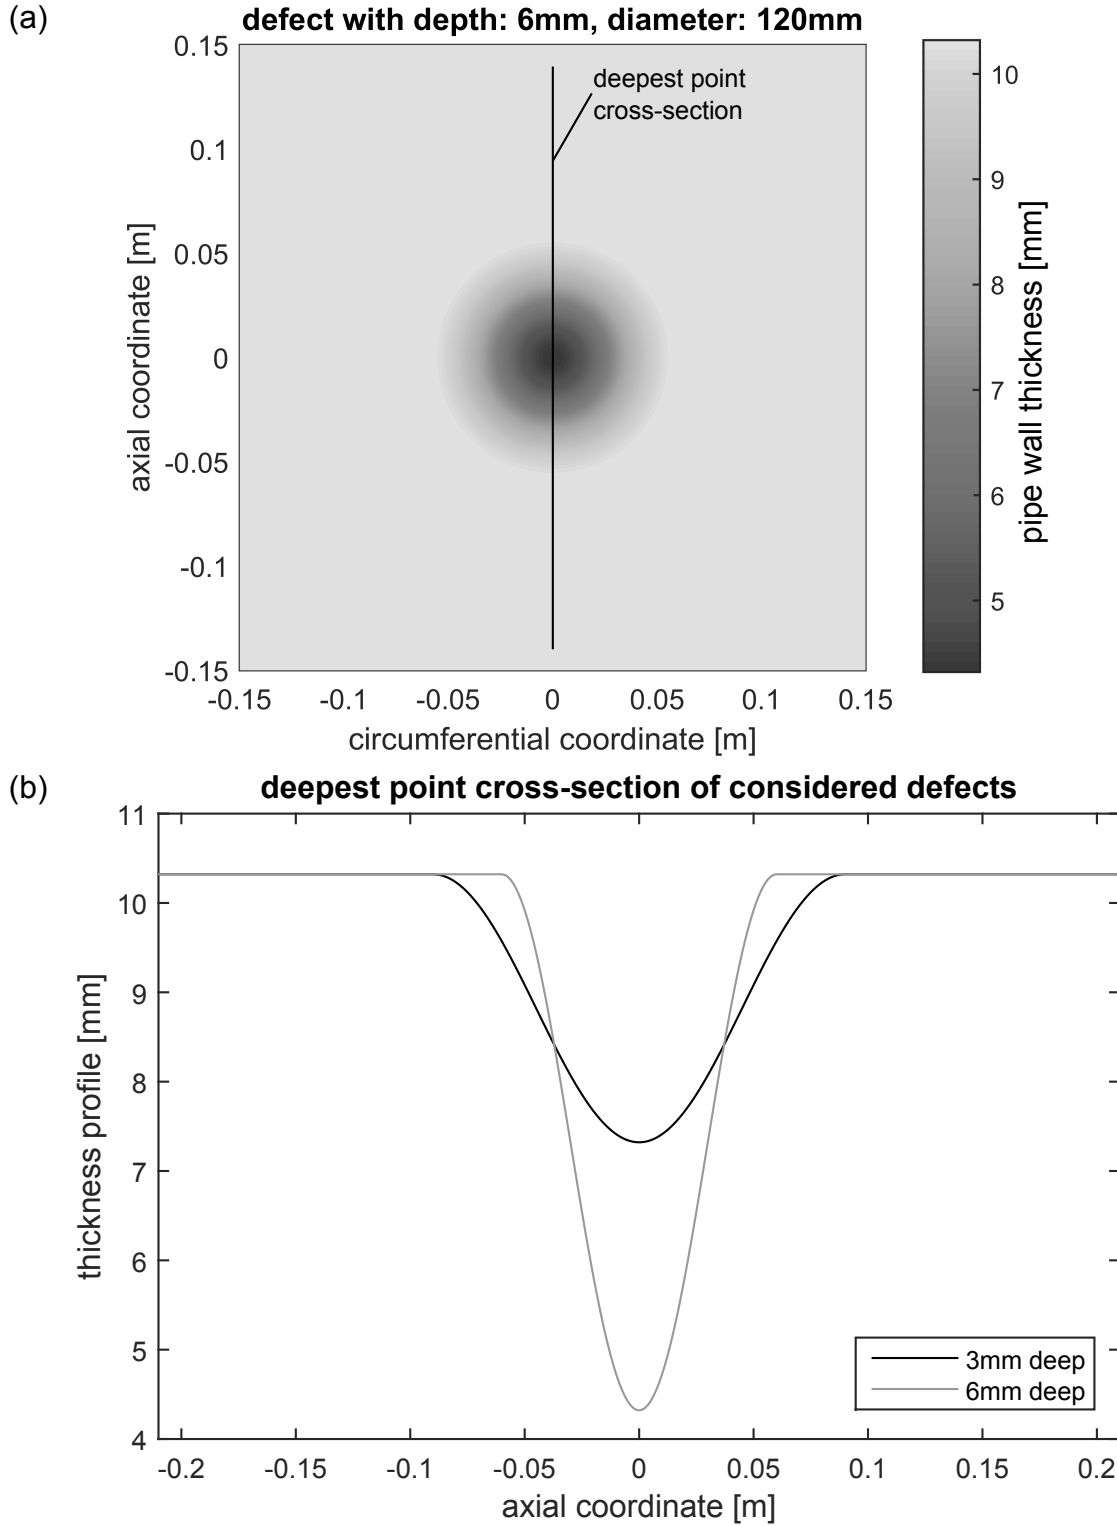 (a)
defect with depth: 6mm, diameter: 120mm
0.15
0.1
0.05
0
-0.05
-0.1
-0.15
axial coordinate [m]
deepest point
cross-section
-0.15 -0.1 -0.05 0 0.05 0.1 0.15
circumferential coordinate [m]
10
9
8
7
6
5
pipe wall thickness [mm]
(b)
deepest point cross-section of considered defects
11
10
9
8
7
6
5
4
thickness profile [mm]
3mm deep
6mm deep
-0.2 -0.15 -0.1 -0.05 0 0.05 0.1 0.15 0.2
axial coordinate [m]